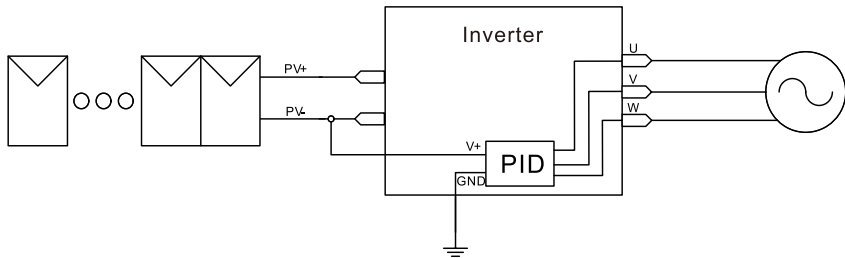 Inverter
U
PV+
V
PV-
W
V+
PID
GND